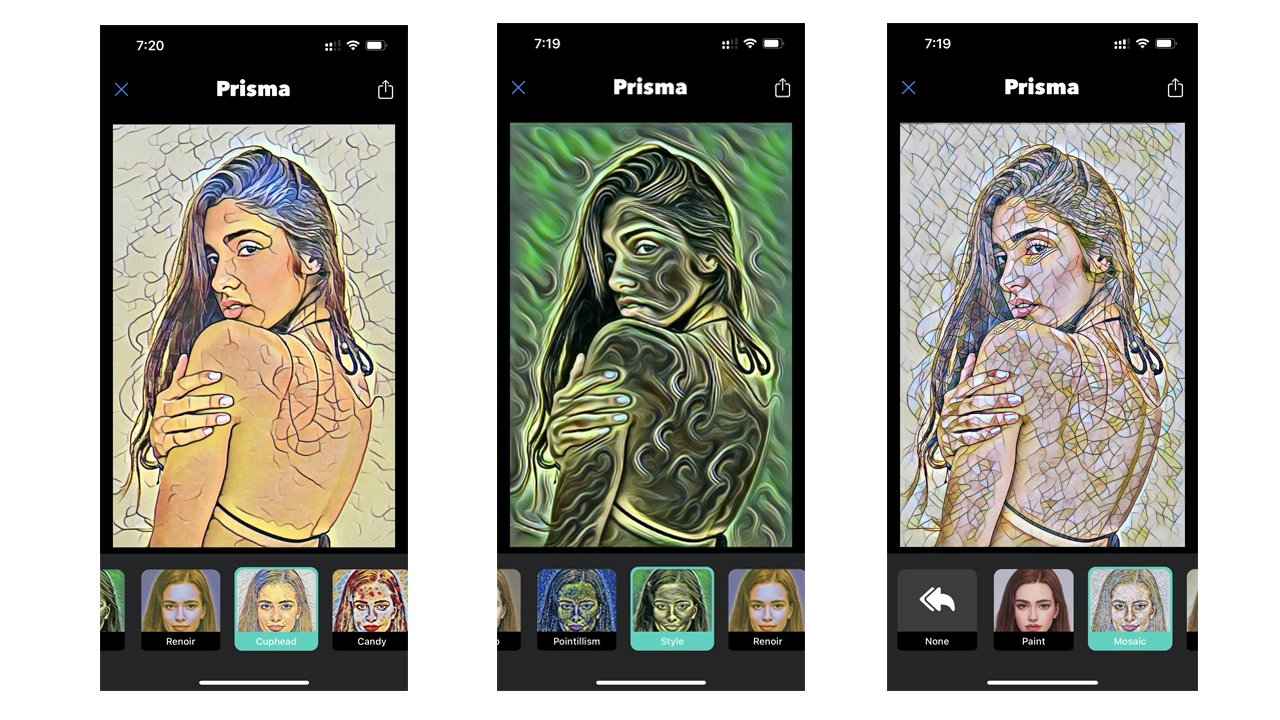 7:20
Prisma
Renoir
Cuphead
Candy
7:19
Prisma
Pointillism
Style
Renoir
7:19
Prisma
None
Paint
Mosaic